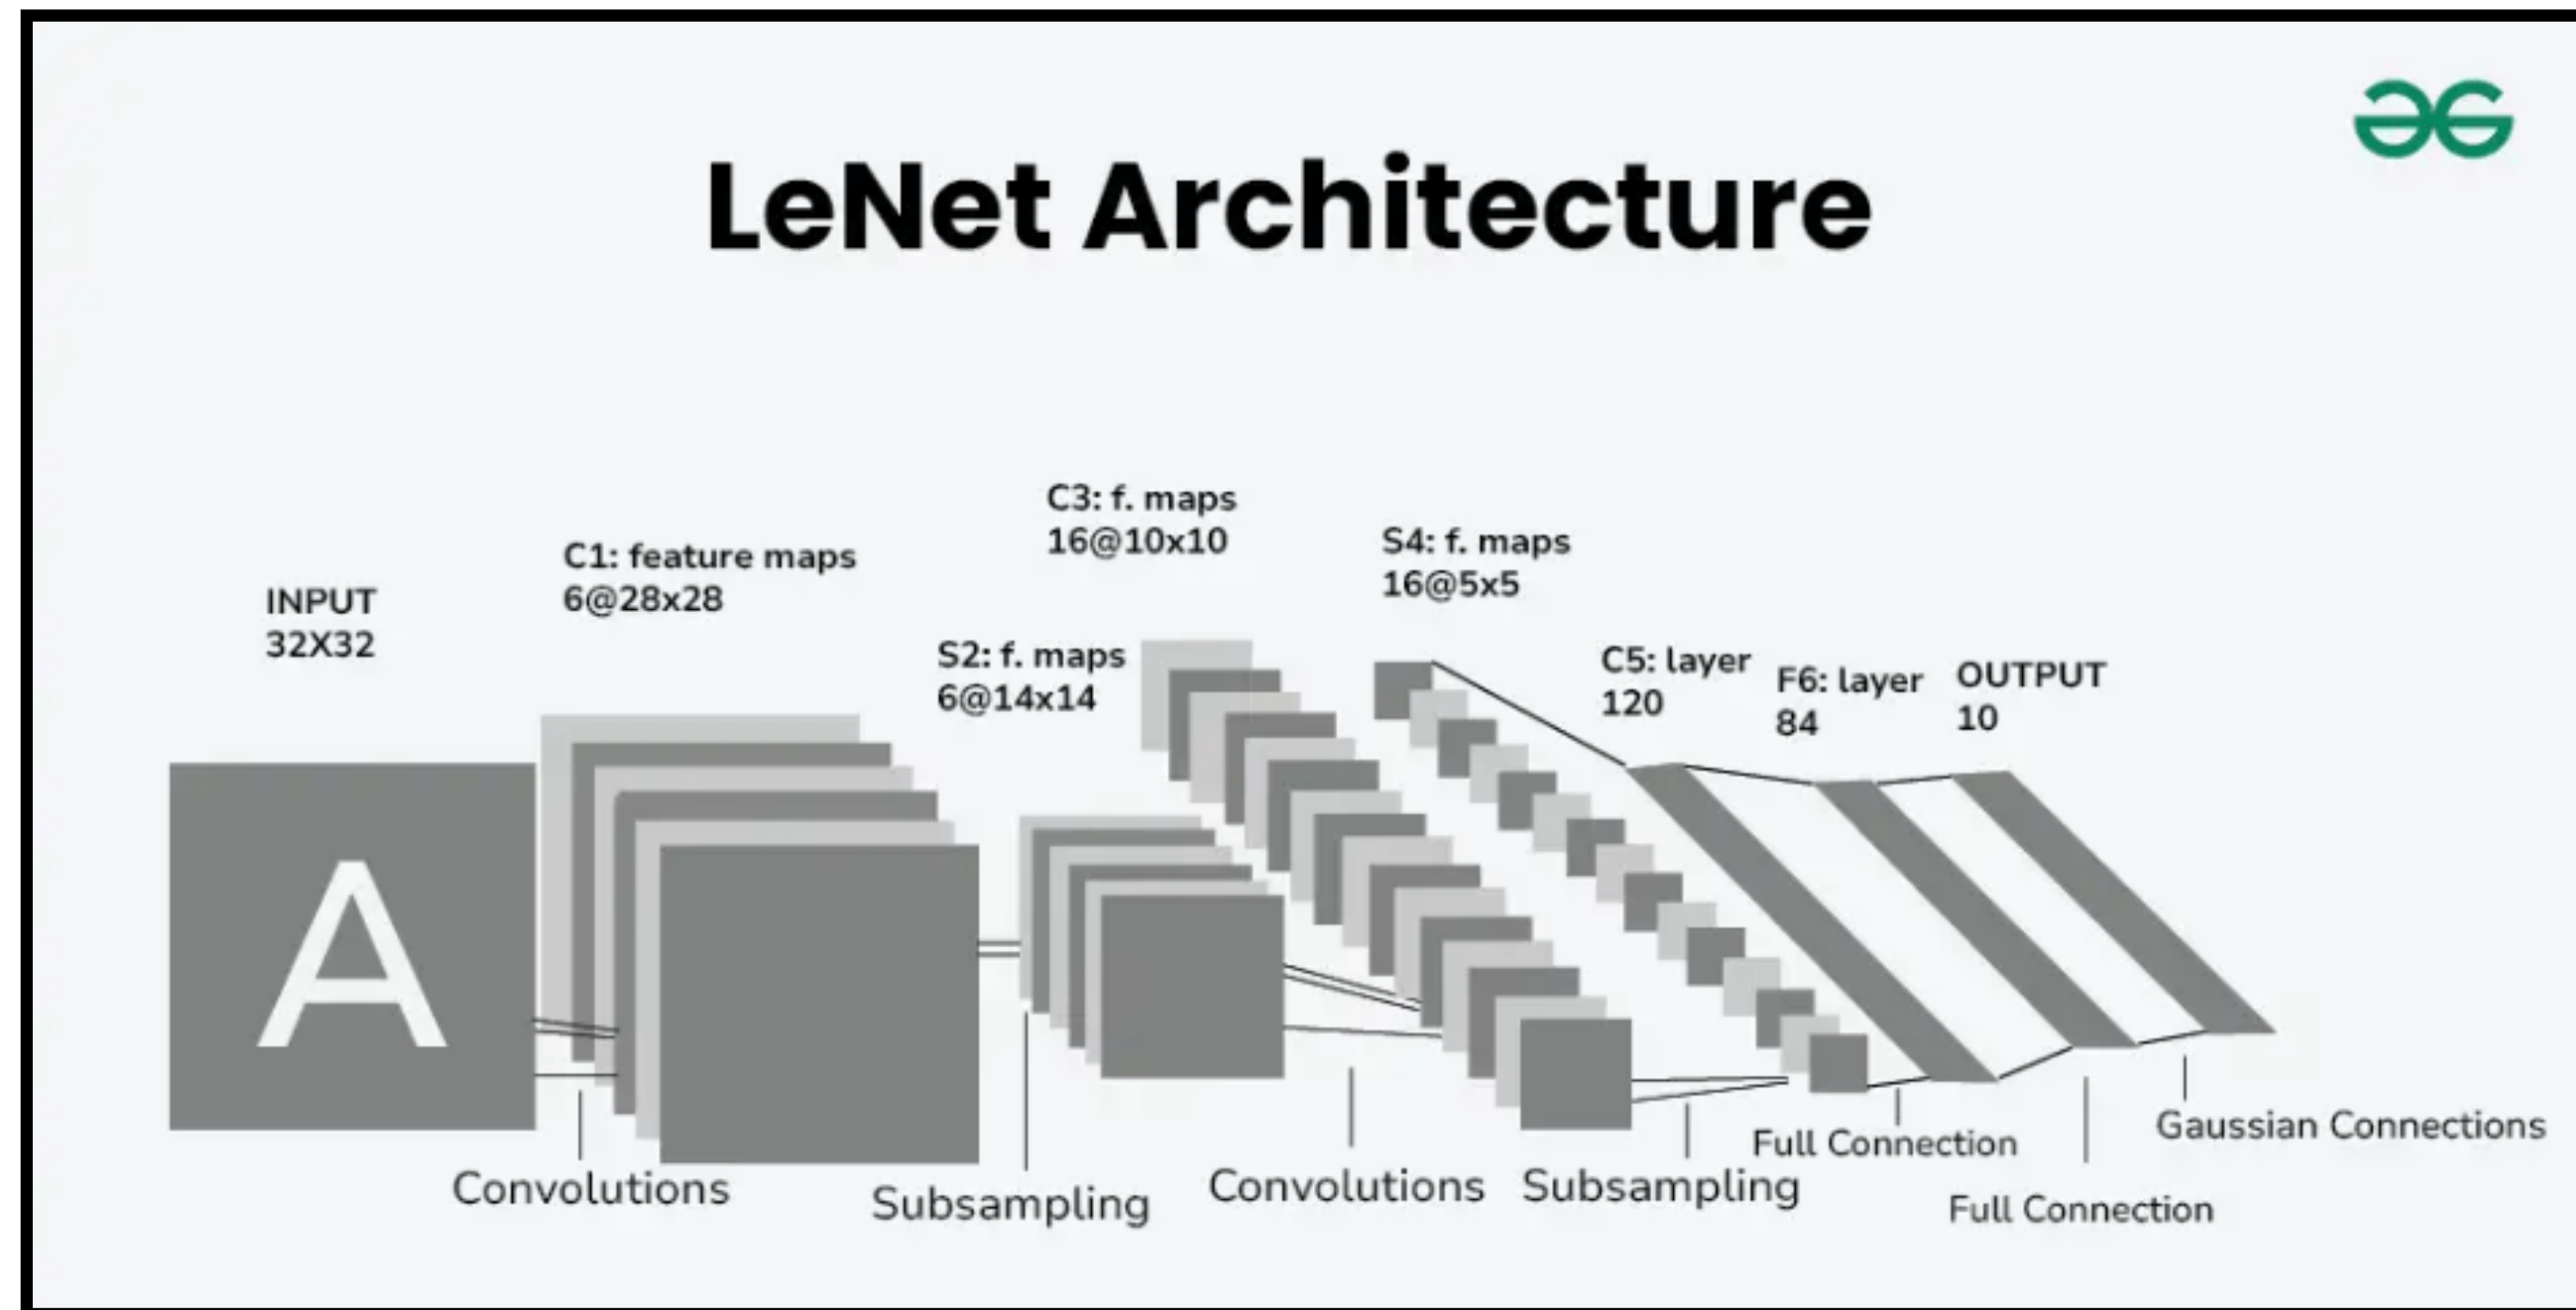 LeNet Architecture
INPUT
32X32
C1: feature maps
6@28x28
S2: f. maps
6@14x14
C3: f. maps
16@10x10
S4: f. maps
16@5x5
C5: layer
120
F6: layer
84
OUTPUT
10
A
Convolutions
Subsampling
Convolutions
Subsampling
Full Connection
Full Connection
Gaussian Connections